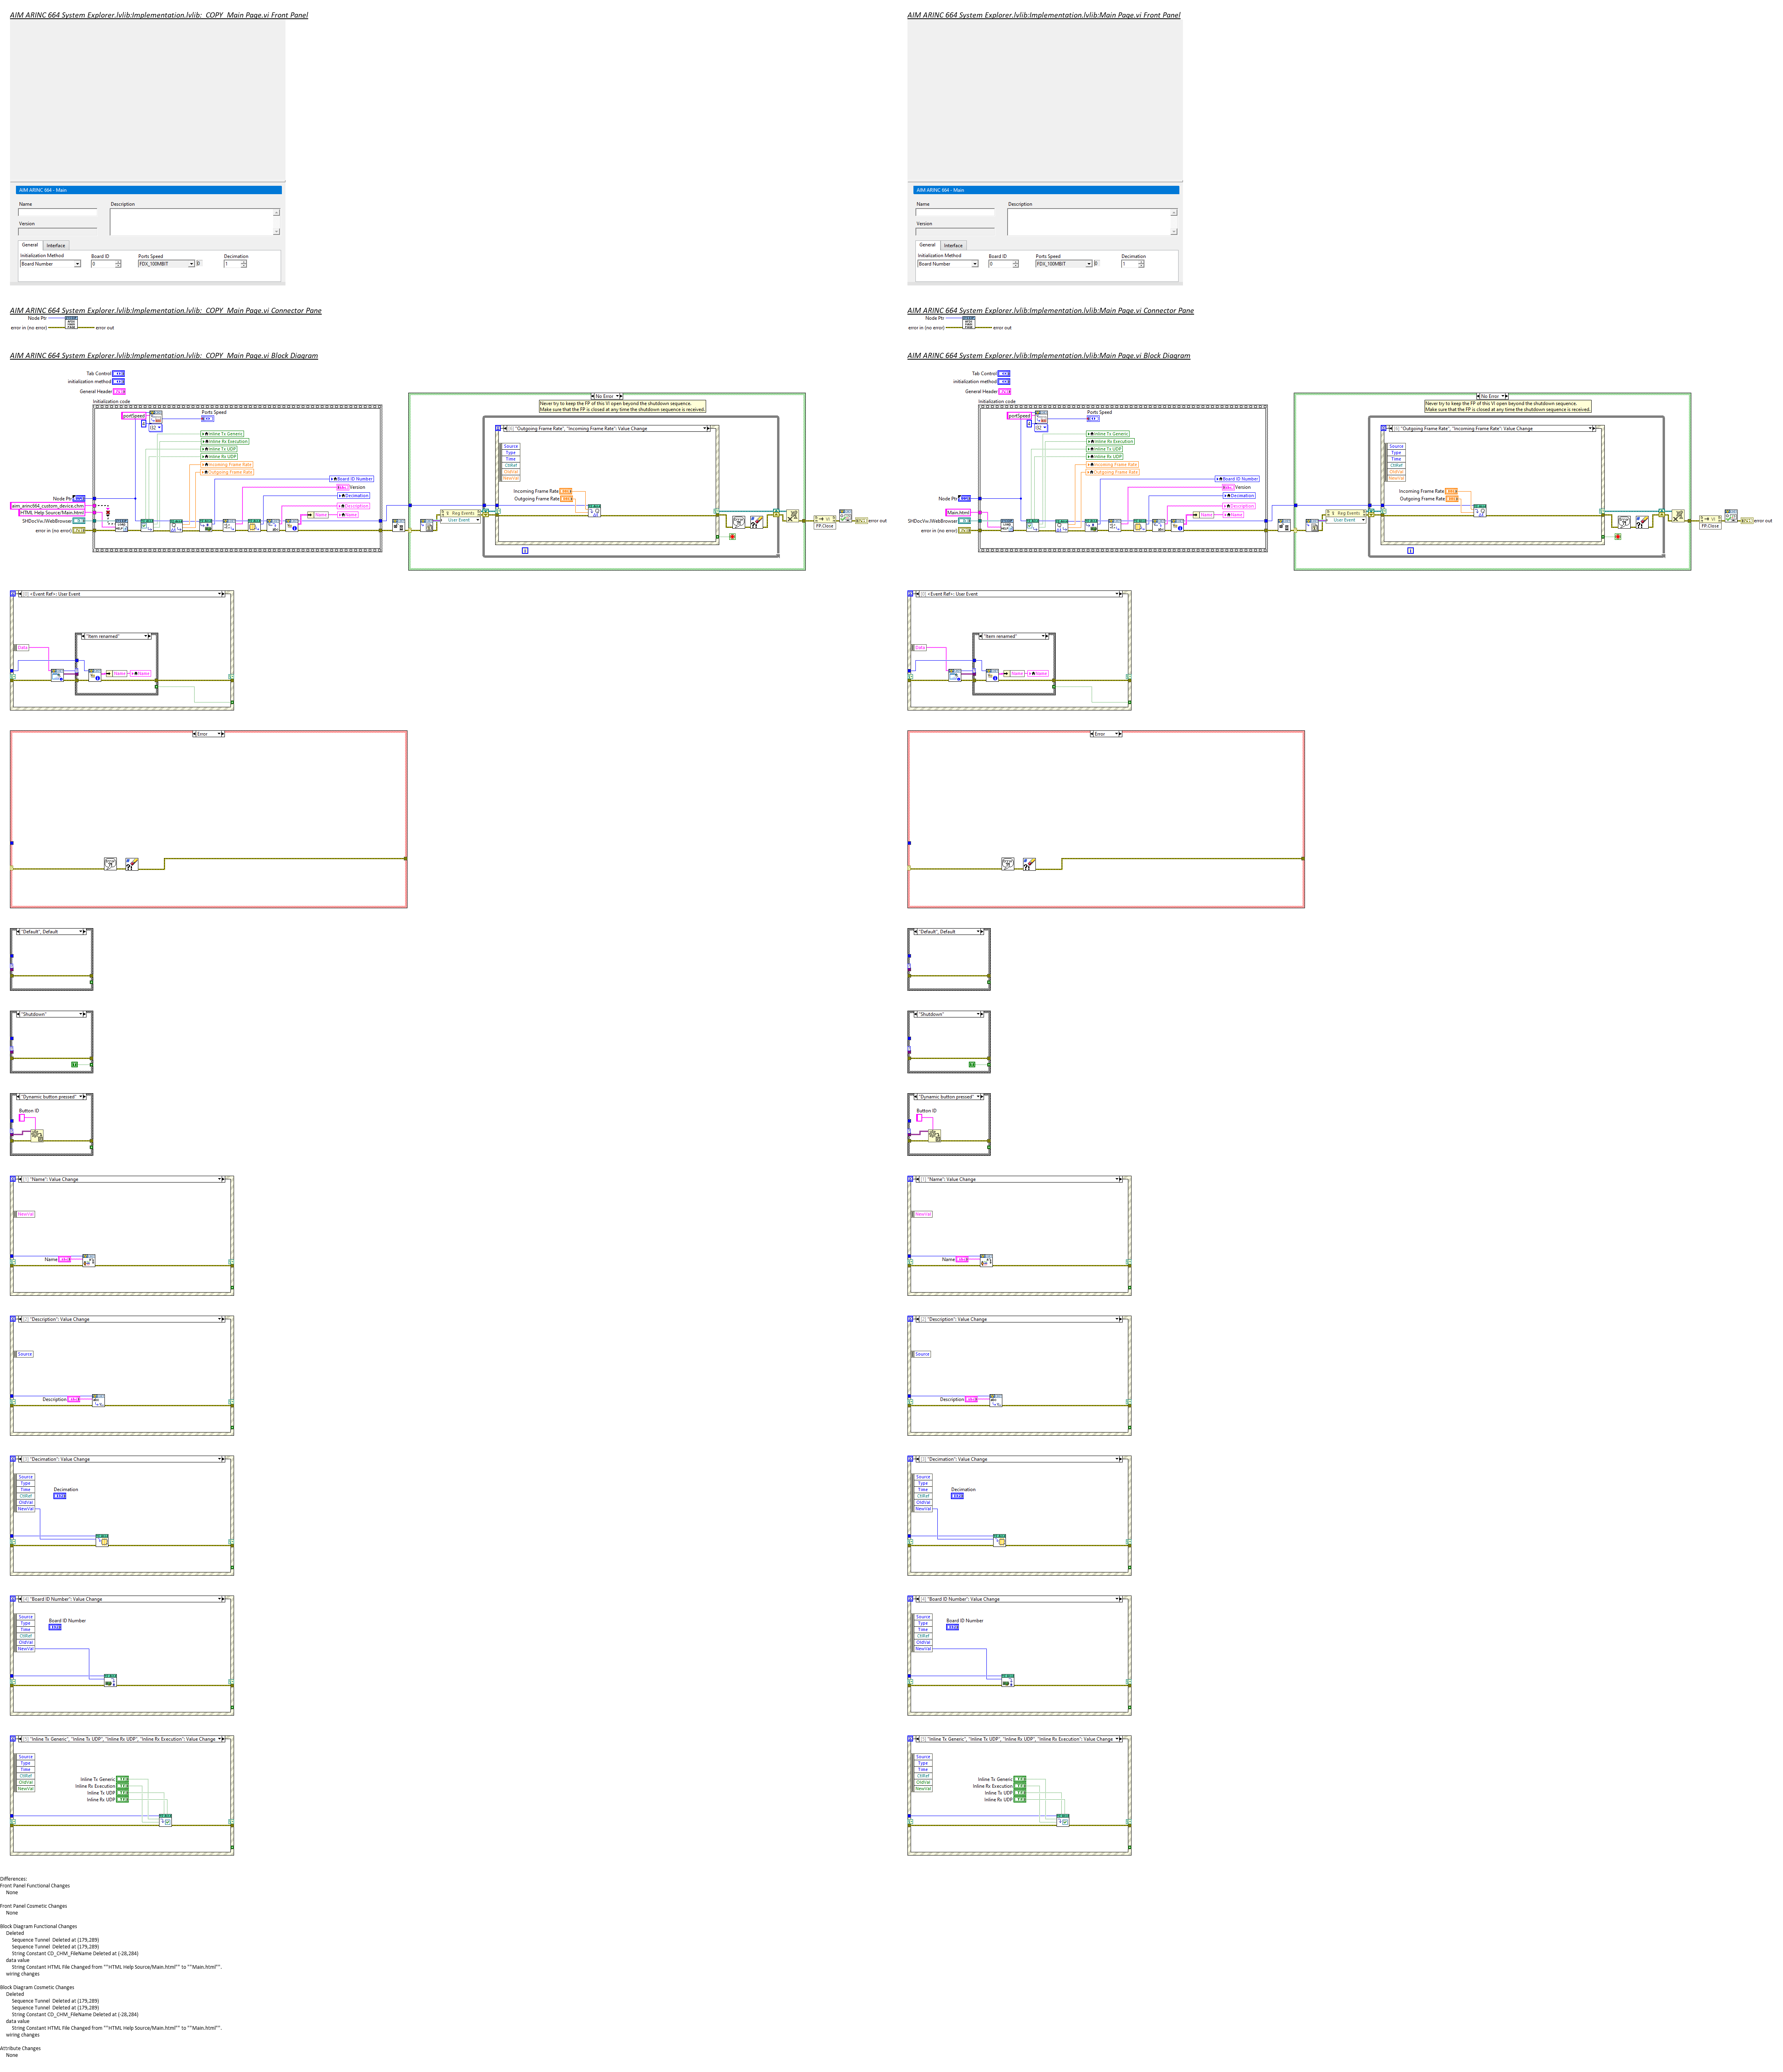 AIM ARINC 664 System Explorer.lvlib:Implementation.lvlib:_COPY_Main Page.vi Front Panel
AIM ARINC 664 - Main
Name
Description
Version
General
Interface
Initialization Method
Board ID
Ports Speed
Decimation
Board Number
0
FDX_100MBIT
1
AIM ARINC 664 System Explorer.lvlib:Implementation.lvlib:_COPY_Main Page.vi Connector Pane
Node Ptr
error in (no error)
error out
AIM ARINC 664 System Explorer.lvlib:Implementation.lvlib:_COPY_Main Page.vi Block Diagram
Tab Control
initialization method
General Header
Initialization code
portSpeed
Ports Speed
Inline Tx Generic
Inline Rx Execution
Inline Tx UDP
Inline Rx UDP
Incoming Frame Rate
Outgoing Frame Rate
Board ID Number
Version
Decimation
Description
Name
Name
Node Ptr
aim_arinc664_custom_device.chm
HTML Help Source/Main.html
SHDocVw.IWebBrowser
error in (no error)
No Error
Never try to keep the FP of this VI open beyond the shutdown sequence.
Make sure that the FP is closed at any time the shutdown sequence is received.
[6] "Outgoing Frame Rate", "Incoming Frame Rate": Value Change
Source
Type
Time
CtlRef
OldVal
NewVal
Incoming Frame Rate
Outgoing Frame Rate
Reg Events
User Event
VI
FP.Close
error out
[0] <Event Ref>: User Event
"Item renamed"
Data
Name
Name
Error
"Default", Default
"Shutdown"
"Dynamic button pressed"
Button ID
[1] "Name": Value Change
NewVal
Name
[2] "Description": Value Change
Source
Description
[3] "Decimation": Value Change
Source
Type
Time
CtlRef
OldVal
NewVal
Decimation
[4] "Board ID Number": Value Change
Source
Type
Time
CtlRef
OldVal
NewVal
Board ID Number
[5] "Inline Tx Generic", "Inline Tx UDP", "Inline Rx UDP", "Inline Rx Execution": Value Change
Source
Type
Time
CtlRef
OldVal
NewVal
Inline Tx Generic
Inline Rx Execution
Inline Tx UDP
Inline Rx UDP
AIM ARINC 664 System Explorer.lvlib:Implementation.lvlib:Main Page.vi Front Panel
AIM ARINC 664 - Main
Name
Description
Version
General
Interface
Initialization Method
Board ID
Ports Speed
Decimation
Board Number
0
FDX_100MBIT
1
AIM ARINC 664 System Explorer.lvlib:Implementation.lvlib:Main Page.vi Connector Pane
Node Ptr
error in (no error)
error out
AIM ARINC 664 System Explorer.lvlib:Implementation.lvlib:Main Page.vi Block Diagram
Tab Control
initialization method
General Header
Initialization code
portSpeed
Ports Speed
Inline Tx Generic
Inline Rx Execution
Inline Tx UDP
Inline Rx UDP
Incoming Frame Rate
Outgoing Frame Rate
Board ID Number
Version
Decimation
Description
Name
Name
Node Ptr
Main.html
SHDocVw.IWebBrowser
error in (no error)
No Error
Never try to keep the FP of this VI open beyond the shutdown sequence.
Make sure that the FP is closed at any time the shutdown sequence is received.
[6] "Outgoing Frame Rate", "Incoming Frame Rate": Value Change
Source
Type
Time
CtlRef
OldVal
NewVal
Incoming Frame Rate
Outgoing Frame Rate
Reg Events
User Event
VI
FP.Close
error out
[0] <Event Ref>: User Event
"Item renamed"
Data
Name
Name
Error
"Default", Default
"Shutdown"
"Dynamic button pressed"
Button ID
[1] "Name": Value Change
NewVal
Name
[2] "Description": Value Change
Source
Description
[3] "Decimation": Value Change
Source
Type
Time
CtlRef
OldVal
NewVal
Decimation
[4] "Board ID Number": Value Change
Source
Type
Time
CtlRef
OldVal
NewVal
Board ID Number
[5] "Inline Tx Generic", "Inline Tx UDP", "Inline Rx UDP", "Inline Rx Execution": Value Change
Source
Type
Time
CtlRef
OldVal
NewVal
Inline Tx Generic
Inline Rx Execution
Inline Tx UDP
Inline Rx UDP
Differences:
Front Panel Functional Changes
None
Front Panel Cosmetic Changes
None
Block Diagram Functional Changes
Deleted
Sequence Tunnel Deleted at (179,289)
Sequence Tunnel Deleted at (179,289)
String Constant CD_CHM_FileName Deleted at (-28,284)
data value
String Constant HTML File Changed from ""HTML Help Source/Main.html"" to ""Main.html"".
wiring changes
Block Diagram Cosmetic Changes
Deleted
Sequence Tunnel Deleted at (179,289)
Sequence Tunnel Deleted at (179,289)
String Constant CD_CHM_FileName Deleted at (-28,284)
data value
String Constant HTML File Changed from ""HTML Help Source/Main.html"" to ""Main.html"".
wiring changes
Attribute Changes
None